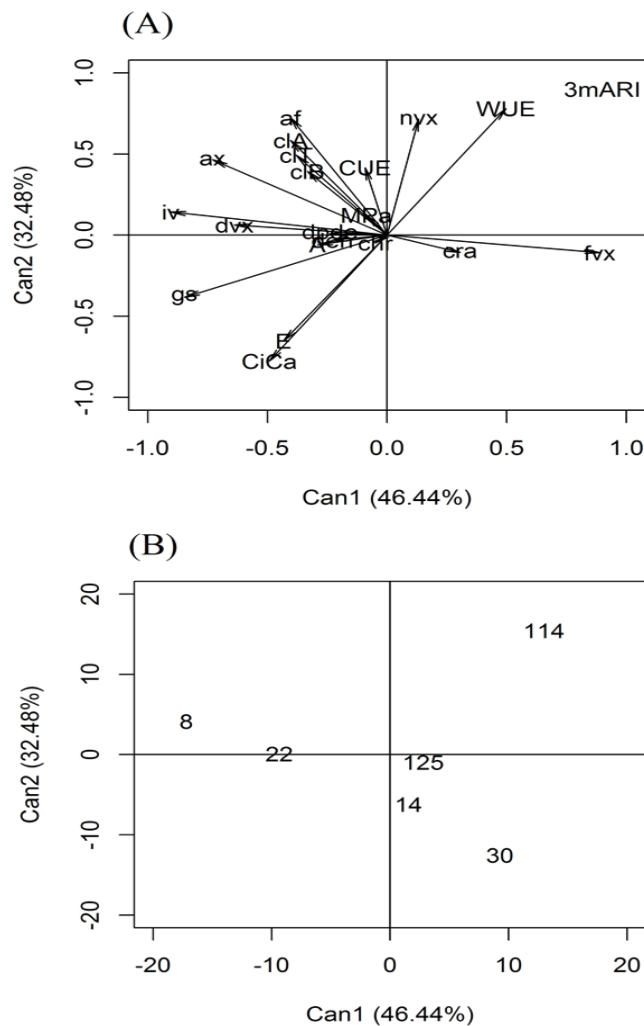 (A)
1.0
0.5
0.0
-0.5
-1.0
Can2 (32.48%)
3mARI
WUE
nyx
af
clA
clT
clB
CUE
ax
MPa
iv
dvx
A
chr
cra
fvx
gs
E
CiCa
-1.0 -0.5 0.0 0.5 1.0
Can1 (46.44%)
(B)
20
10
0
-10
-20
Can2 (32.48%)
114
8
22
125
14
30
-20 -10 0 10 20
Can1 (46.44%)